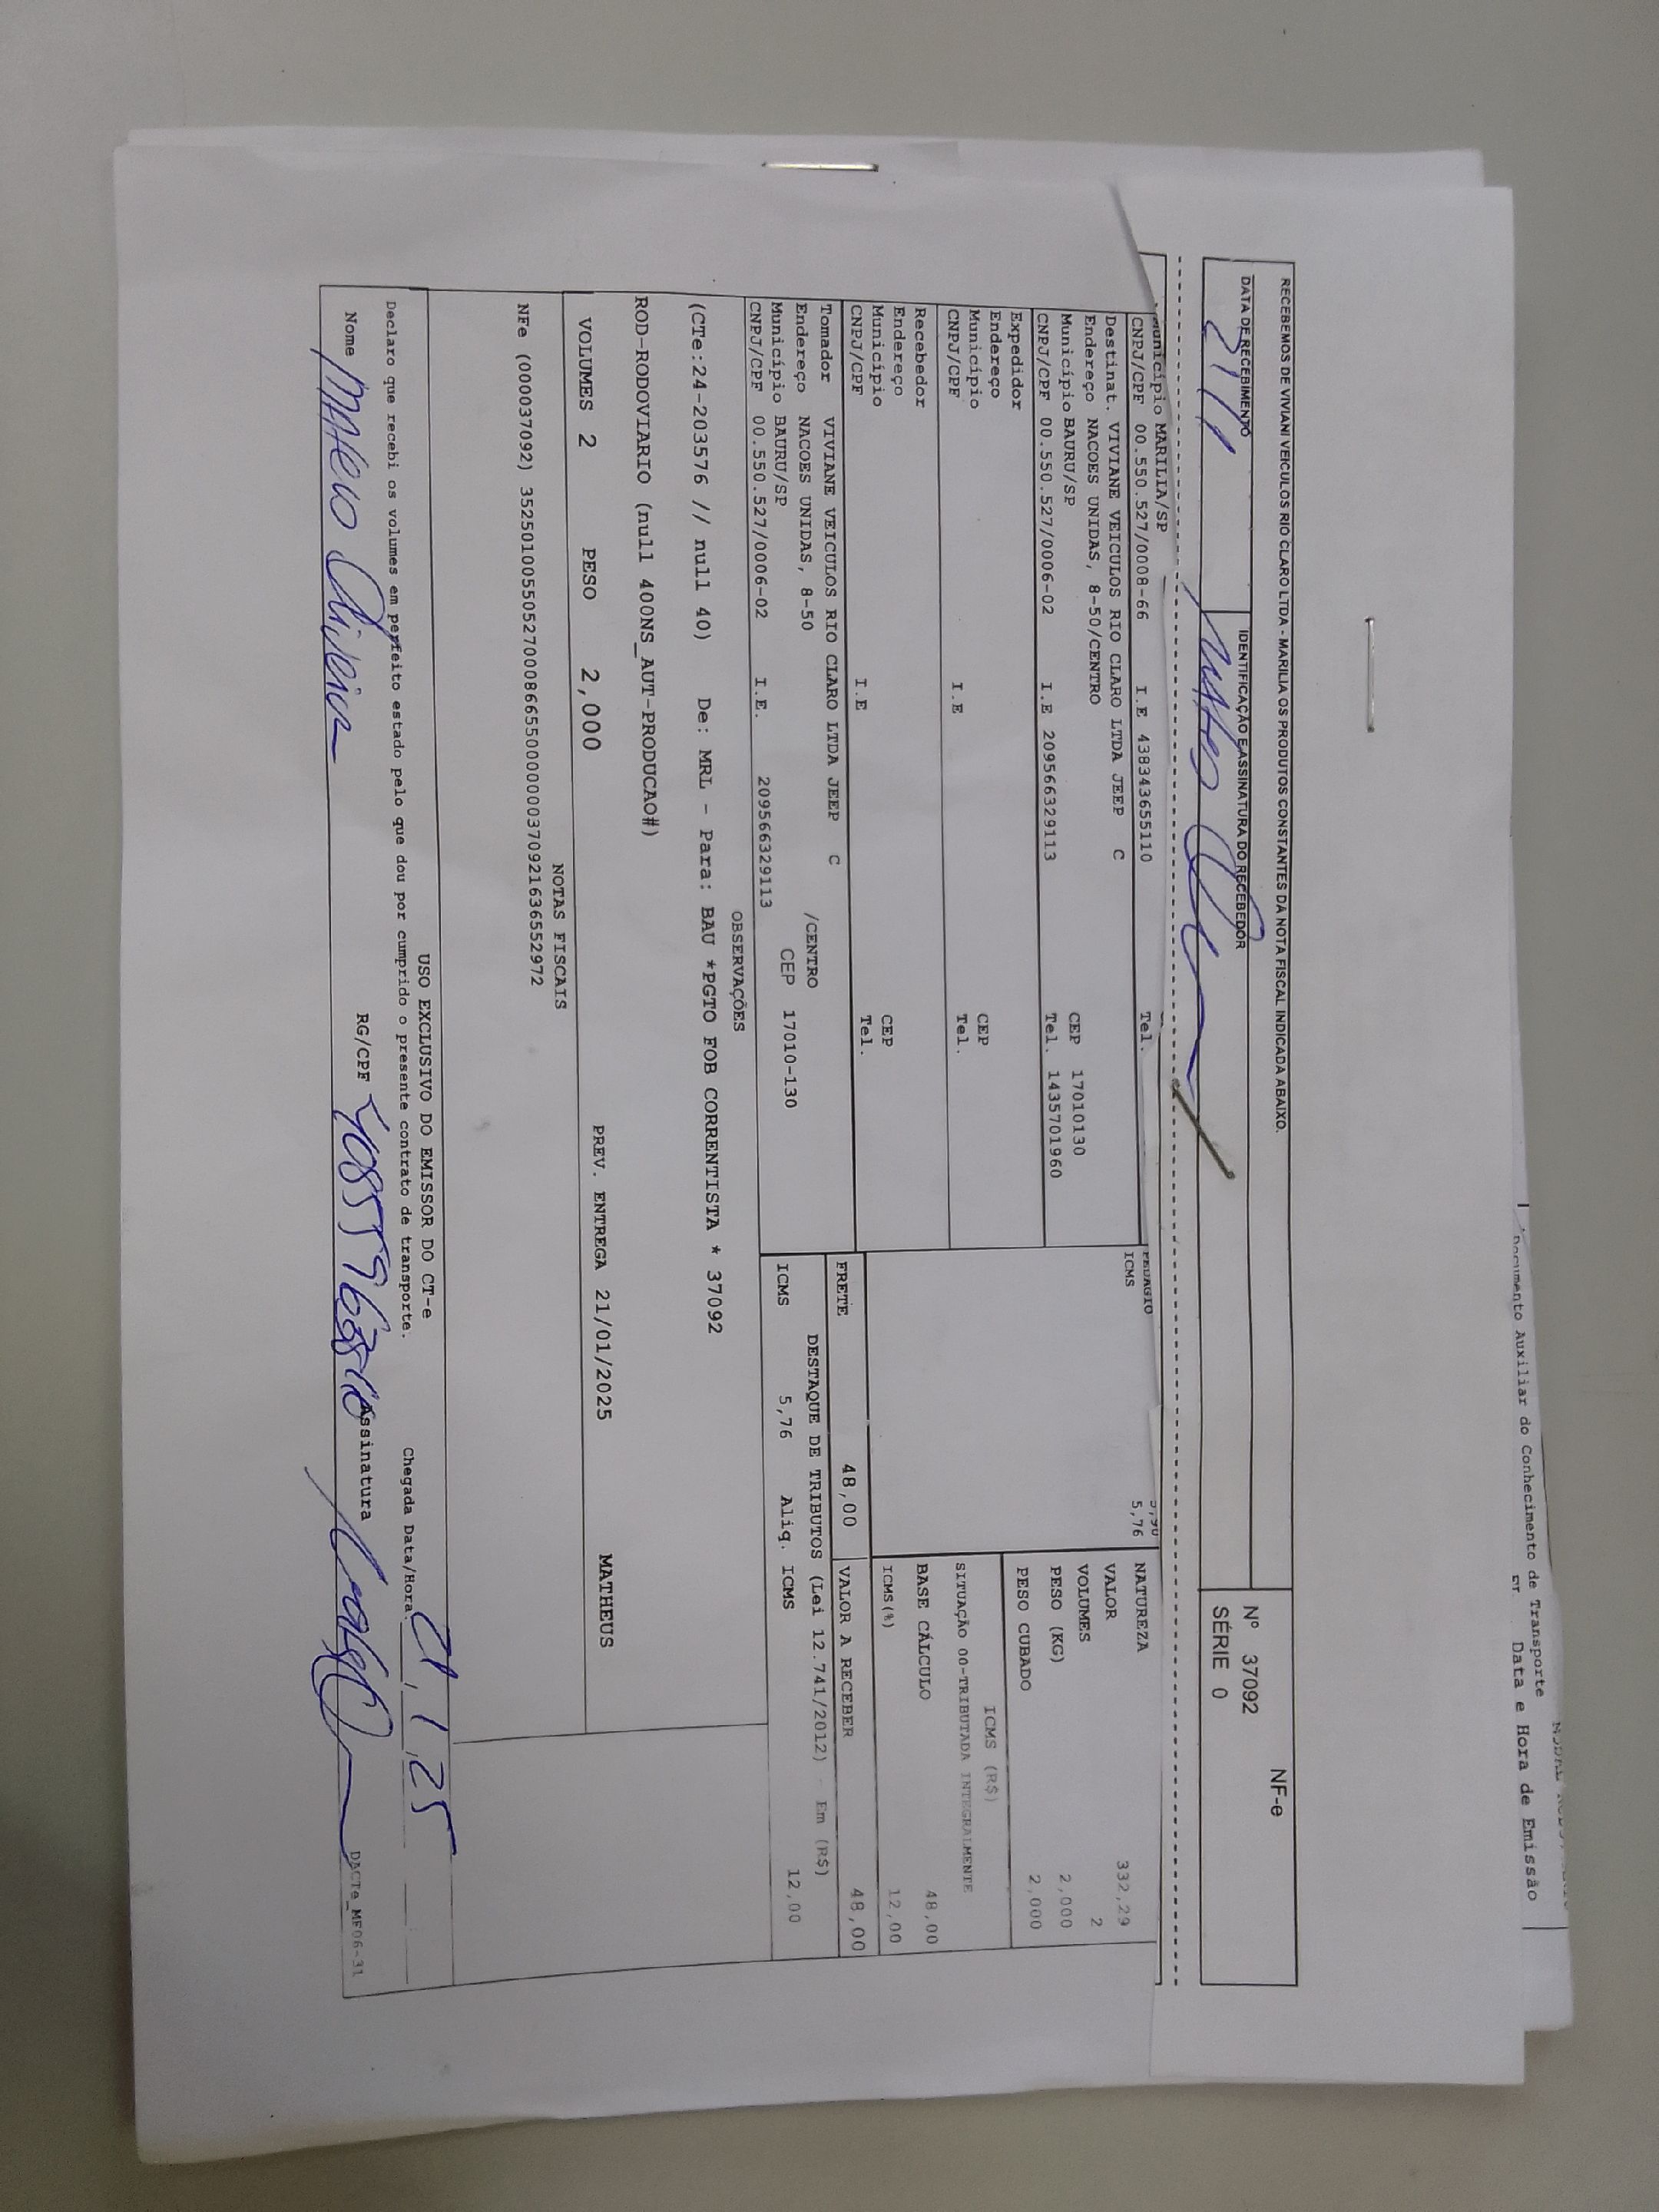 Documento Auxiliar do Conhecimento de Transporte
Data e Hora de Emissão
RECEBEMOS DE VIVIANI VEICULOS RIO CLARO LTDA - MARILIA OS PRODUTOS CONSTANTES DA NOTA FISCAL INDICADA ABAIXO.
NF-e
DATA DE RECEBIMENTO
IDENTIFICAÇÃO E ASSINATURA DO RECEBEDOR
Nº 37092
SÉRIE 0
Município MARILIA/SP
CNPJ/CPF 00.550.527/0008-66 I.E 438343655110 Tel.
PEDAGIO
ICMS 5,76
NATUREZA
Destinat. VIVIANE VEICULOS RIO CLARO LTDA JEEP C
VALOR 332,29
Endereço NACOES UNIDAS, 8-50/CENTRO
VOLUMES 2
Município BAURU/SP CEP 17010130
PESO (KG) 2,000
CNPJ/CPF 00.550.527/0006-02 I.E 209566329113 Tel. 1435701960
PESO CUBADO 2,000
Expedidor
Endereço
Município CEP
CNPJ/CPF I.E Tel.
ICMS (R$)
SITUAÇÃO 00-TRIBUTADA INTEGRALMENTE
Recebedor
Endereço
Município CEP
CNPJ/CPF I.E Tel.
BASE CÁLCULO 48,00
ICMS(%) 12,00
Tomador VIVIANE VEICULOS RIO CLARO LTDA JEEP C
FRETE 48,00 VALOR A RECEBER 48,00
Endereço NACOES UNIDAS, 8-50 /CENTRO
DESTAQUE DE TRIBUTOS (Lei 12.741/2012) - Em (R$)
Município BAURU/SP CEP 17010-130
ICMS 5,76 Aliq. ICMS 12,00
CNPJ/CPF 00.550.527/0006-02 I.E. 209566329113
OBSERVAÇÕES
(CTe:24-203576 // null 40) De: MRL - Para: BAU *PGTO FOB CORRENTISTA * 37092
ROD-RODOVIARIO (null 400NS_AUT-PRODUCAO#)
VOLUMES 2 PESO 2,000 PREV. ENTREGA 21/01/2025 MATHEUS
NOTAS FISCAIS
NFe (000037092) 35250100550527000866550000000370921636552972
USO EXCLUSIVO DO EMISSOR DO CT-e
Declaro que recebi os volumes em perfeito estado pelo que dou por cumprido o presente contrato de transporte.
Chegada Data/Hora 21, 1, 25
Nome RG/CPF Assinatura
DACTe_MF06-31